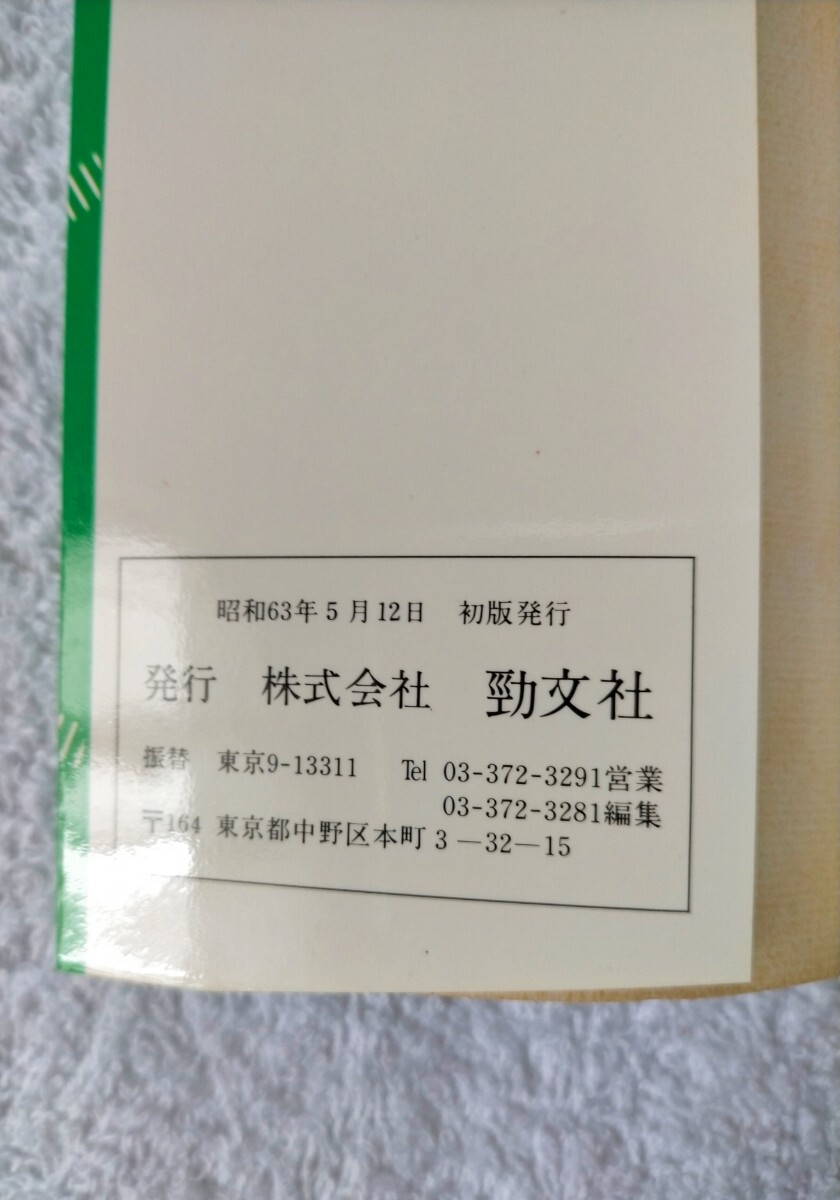 昭和63年5月12日 初版発行
発行 株式会社 勁文社
振替 東京9-13311 Tel 03-372-3291営業
03-372-3281編集
〒164 東京都中野区本町3―32―15